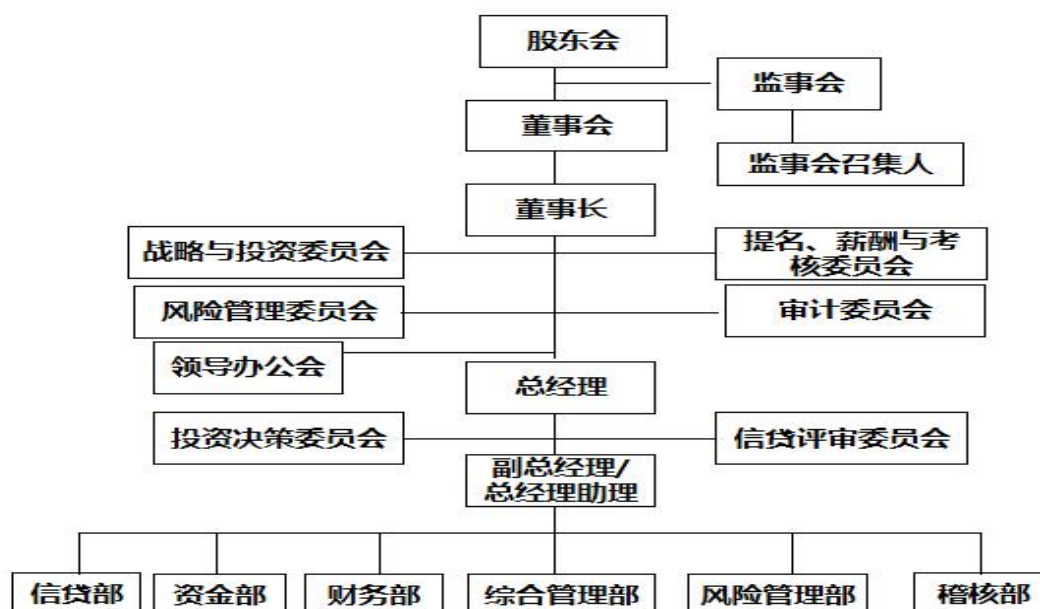 股东会
监事会
董事会
监事会召集人
董事长
战略与投资委员会
提名、薪酬与考
核委员会
风险管理委员会
审计委员会
领导办公会
总经理
投资决策委员会
信贷评审委员会
副总经理/
总经理助理
信贷部
资金部
财务部
综合管理部
风险管理部
稽核部